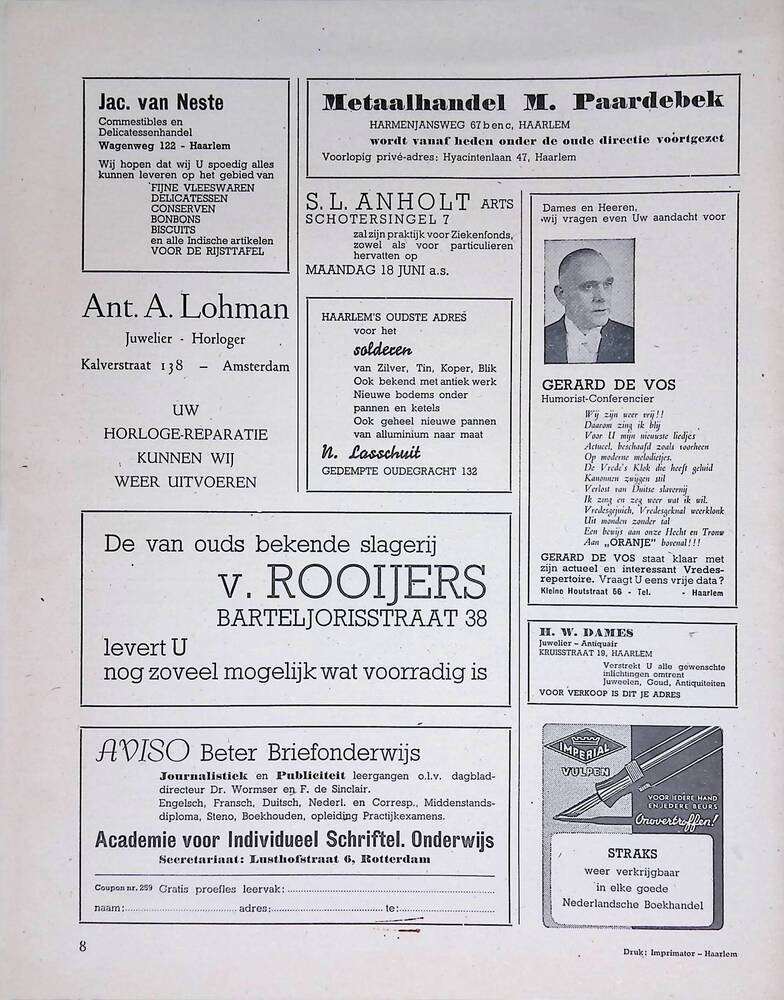 Jac. van Neste
Commestibles en
Delicatessenhandel
Wagenweg 122 - Haarlem
Wij hopen dat wij U spoedig alles
kunnen leveren op het gebied van
FIJNE VLEESWAREN
DELICATESSEN
CONSERVEN
BONBONS
BISCUITS
en alle Indische artikelen
VOOR DE RIJSTTAFEL
Metaalhandel M. Paardebek
HARMENJANSWEG 67 b en c, HAARLEM
wordt vanaf heden onder de oude directie voortgezet
Voorlopig privé-adres: Hyacintenlaan 47, Haarlem
S. L. ANHOLT ARTS
SCHOTERSINGEL 7
zal zijn praktijk voor Ziekenfonds,
zowel als voor particulieren
hervatten op
MAANDAG 18 JUNI a.s.
Ant. A. Lohman
Juwelier - Horloger
Kalverstraat 138 – Amsterdam
UW
HORLOGE-REPARATIE
KUNNEN WIJ
WEER UITVOEREN
HAARLEM'S OUDSTE ADRES
voor het
solderen
van Zilver, Tin, Koper, Blik
Ook bekend met antiek werk
Nieuwe bodems onder
pannen en ketels
Ook geheel nieuwe pannen
van alluminium naar maat
N. Lasschuit
GEDEMPTE OUDEGRACHT 132
Dames en Heeren,
wij vragen even Uw aandacht voor
GERARD DE VOS
Humorist-Conferencier
Wij zijn weer vrij!!
Daarom zing ik blij
Voor U mijn nieuwste liedjes
Actueel, beschaafd zoals voorheen
Op moderne melodietjes.
De Vrede's Klok die heeft geluid
Kanonnen zwijgen stil
Verlost van Duitse slavernij
Ik zing en zeg weer wat ik wil.
Vredesgejuich, Vredesgeknal weerklonk
Uit monden zonder tal
Een bewijs aan onze Hecht en Trouw
Aan „ORANJE" bovenal!!!
GERARD DE VOS staat klaar met
zijn actueel en interessant Vredes-
repertoire. Vraagt U eens vrije data?
Kleine Houtstraat 56 - Tel. - Haarlem
De van ouds bekende slagerij
v. ROOIJERS
BARTELJORISSTRAAT 38
levert U
nog zoveel mogelijk wat voorradig is
H. W. DAMES
Juwelier – Antiquair
KRUISSTRAAT 19, HAARLEM
Verstrekt U alle gewenschte
inlichtingen omtrent
Juweelen, Goud, Antiquiteiten
VOOR VERKOOP IS DIT JE ADRES
AVISO Beter Briefonderwijs
Journalistiek en Publiciteit leergangen o.l.v. dagblad-
directeur Dr. Wormser en F. de Sinclair.
Engelsch, Fransch, Duitsch, Nederl. en Corresp., Middenstands-
diploma, Steno, Boekhouden, opleiding Practijkexamens.
Academie voor Individueel Schriftel. Onderwijs
Secretariaat: Lusthofstraat 6, Rotterdam
Coupon nr. 259 Gratis proefles leervak:
naam: adres: te:
IMPERIAL
VULPEN
VOOR IEDERE HAND
EN IEDERE BEURS
Onovertroffen!
STRAKS
weer verkrijgbaar
in elke goede
Nederlandsche Boekhandel
8
Druk: Imprimator – Haarlem